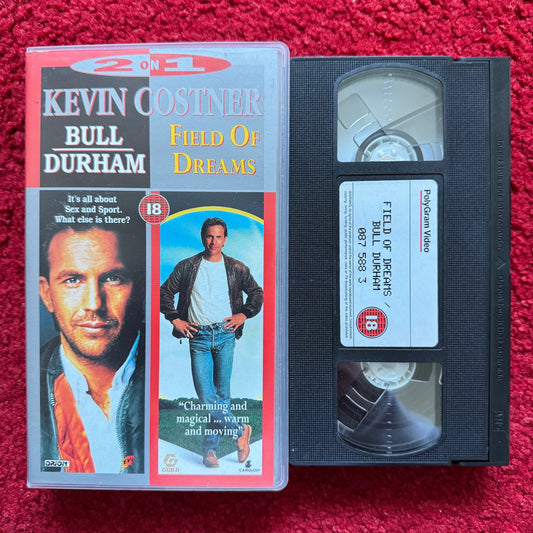 2 ON 1
KEVIN COSTNER
BULL
DURHAM
FIELD OF
DREAMS
It's all about
Sex and Sport.
What else is there?
18
"Charming and
magical ... warm
and moving"
ORION
GUILD
CAROLCO
PolyGram Video
FIELD OF DREAMS /
BULL DURHAM
087 588 3
18